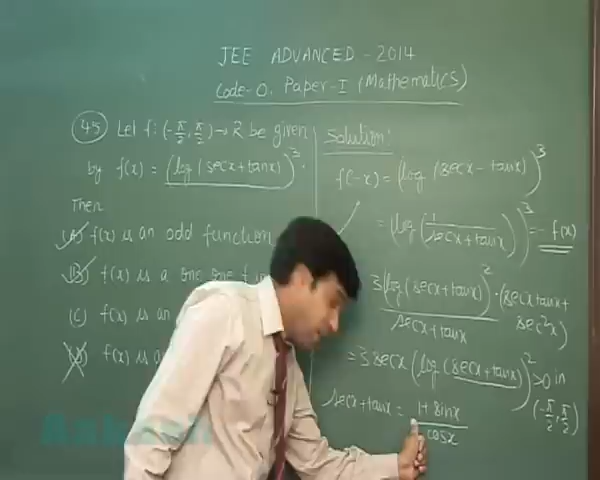 JEE ADVANCED - 2014
Code-0, Paper-I (Mathematics)
45 Let f: (-π/2, π/2) → R be given
by f(x) = (log (secx + tanx))³.
Then
(A) f(x) is an odd function
(B) f(x) is a one one f
(C) f(x) is an
(D) f(x) is a
Solution:
f(-x) = (log (secx - tanx))³
= (log (1/(secx + tanx)))³ = - f(x)
3(log(secx+tanx))² · (secxtanx + sec²x) / secx+tanx
= 3 secx (log (secx + tanx))² > 0 in (-π/2, π/2)
secx + tanx = 1+ sinx / cosx